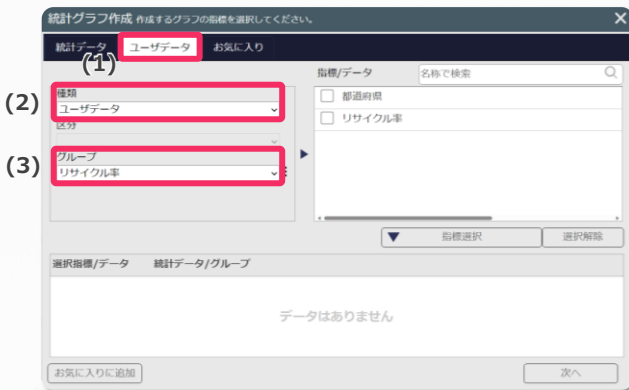 統計グラフ作成 作成するグラフの指標を選択してください。
統計データ ユーザデータ お気に入り
(1)
指標/データ 名称で検索
(2)
種類
ユーザデータ
都道府県
リサイクル率
区分
(3)
グループ
リサイクル率
指標選択 選択解除
選択指標/データ 統計データ/グループ
データはありません
お気に入りに追加 次へ